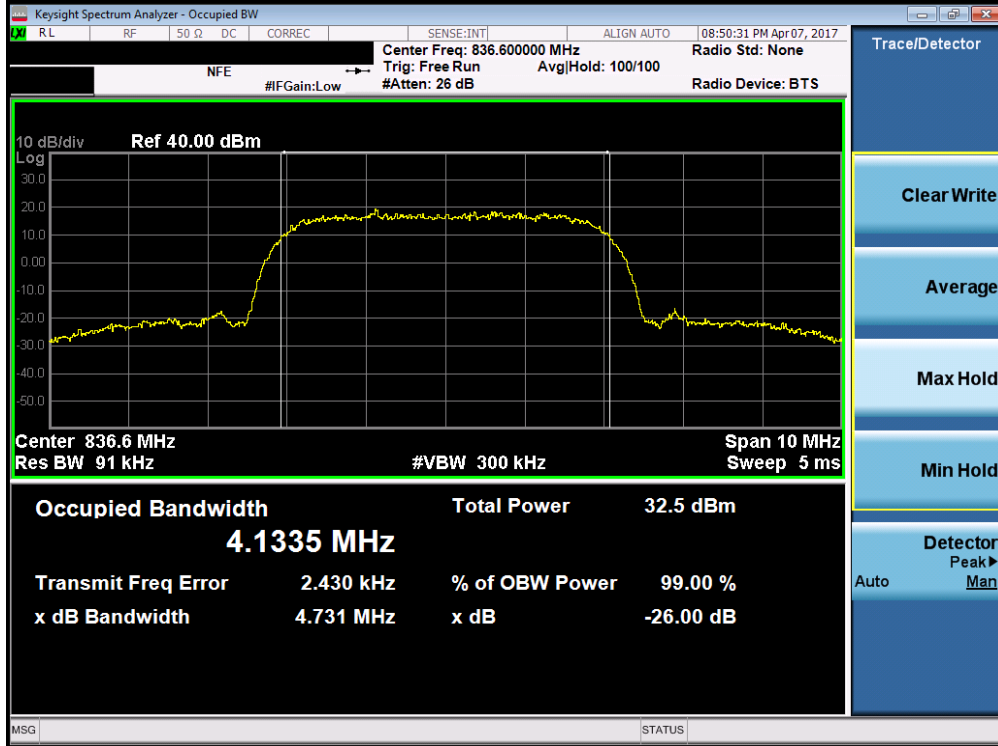 Keysight Spectrum Analyzer - Occupied BW
LXI RL RF 50 Ω DC CORREC SENSE:INT ALIGN AUTO 08:50:31 PM Apr 07, 2017
Center Freq: 836.600000 MHz Radio Std: None
NFE Trig: Free Run Avg|Hold: 100/100
#IFGain:Low #Atten: 26 dB Radio Device: BTS
10 dB/div Ref 40.00 dBm
Log
30.0
20.0
10.0
0.00
-10.0
-20.0
-30.0
-40.0
-50.0
Center 836.6 MHz Span 10 MHz
Res BW 91 kHz #VBW 300 kHz Sweep 5 ms
Occupied Bandwidth Total Power 32.5 dBm
4.1335 MHz
Transmit Freq Error 2.430 kHz % of OBW Power 99.00 %
x dB Bandwidth 4.731 MHz x dB -26.00 dB
MSG STATUS
Trace/Detector
Clear Write
Average
Max Hold
Min Hold
Detector
Peak▶
Auto Man